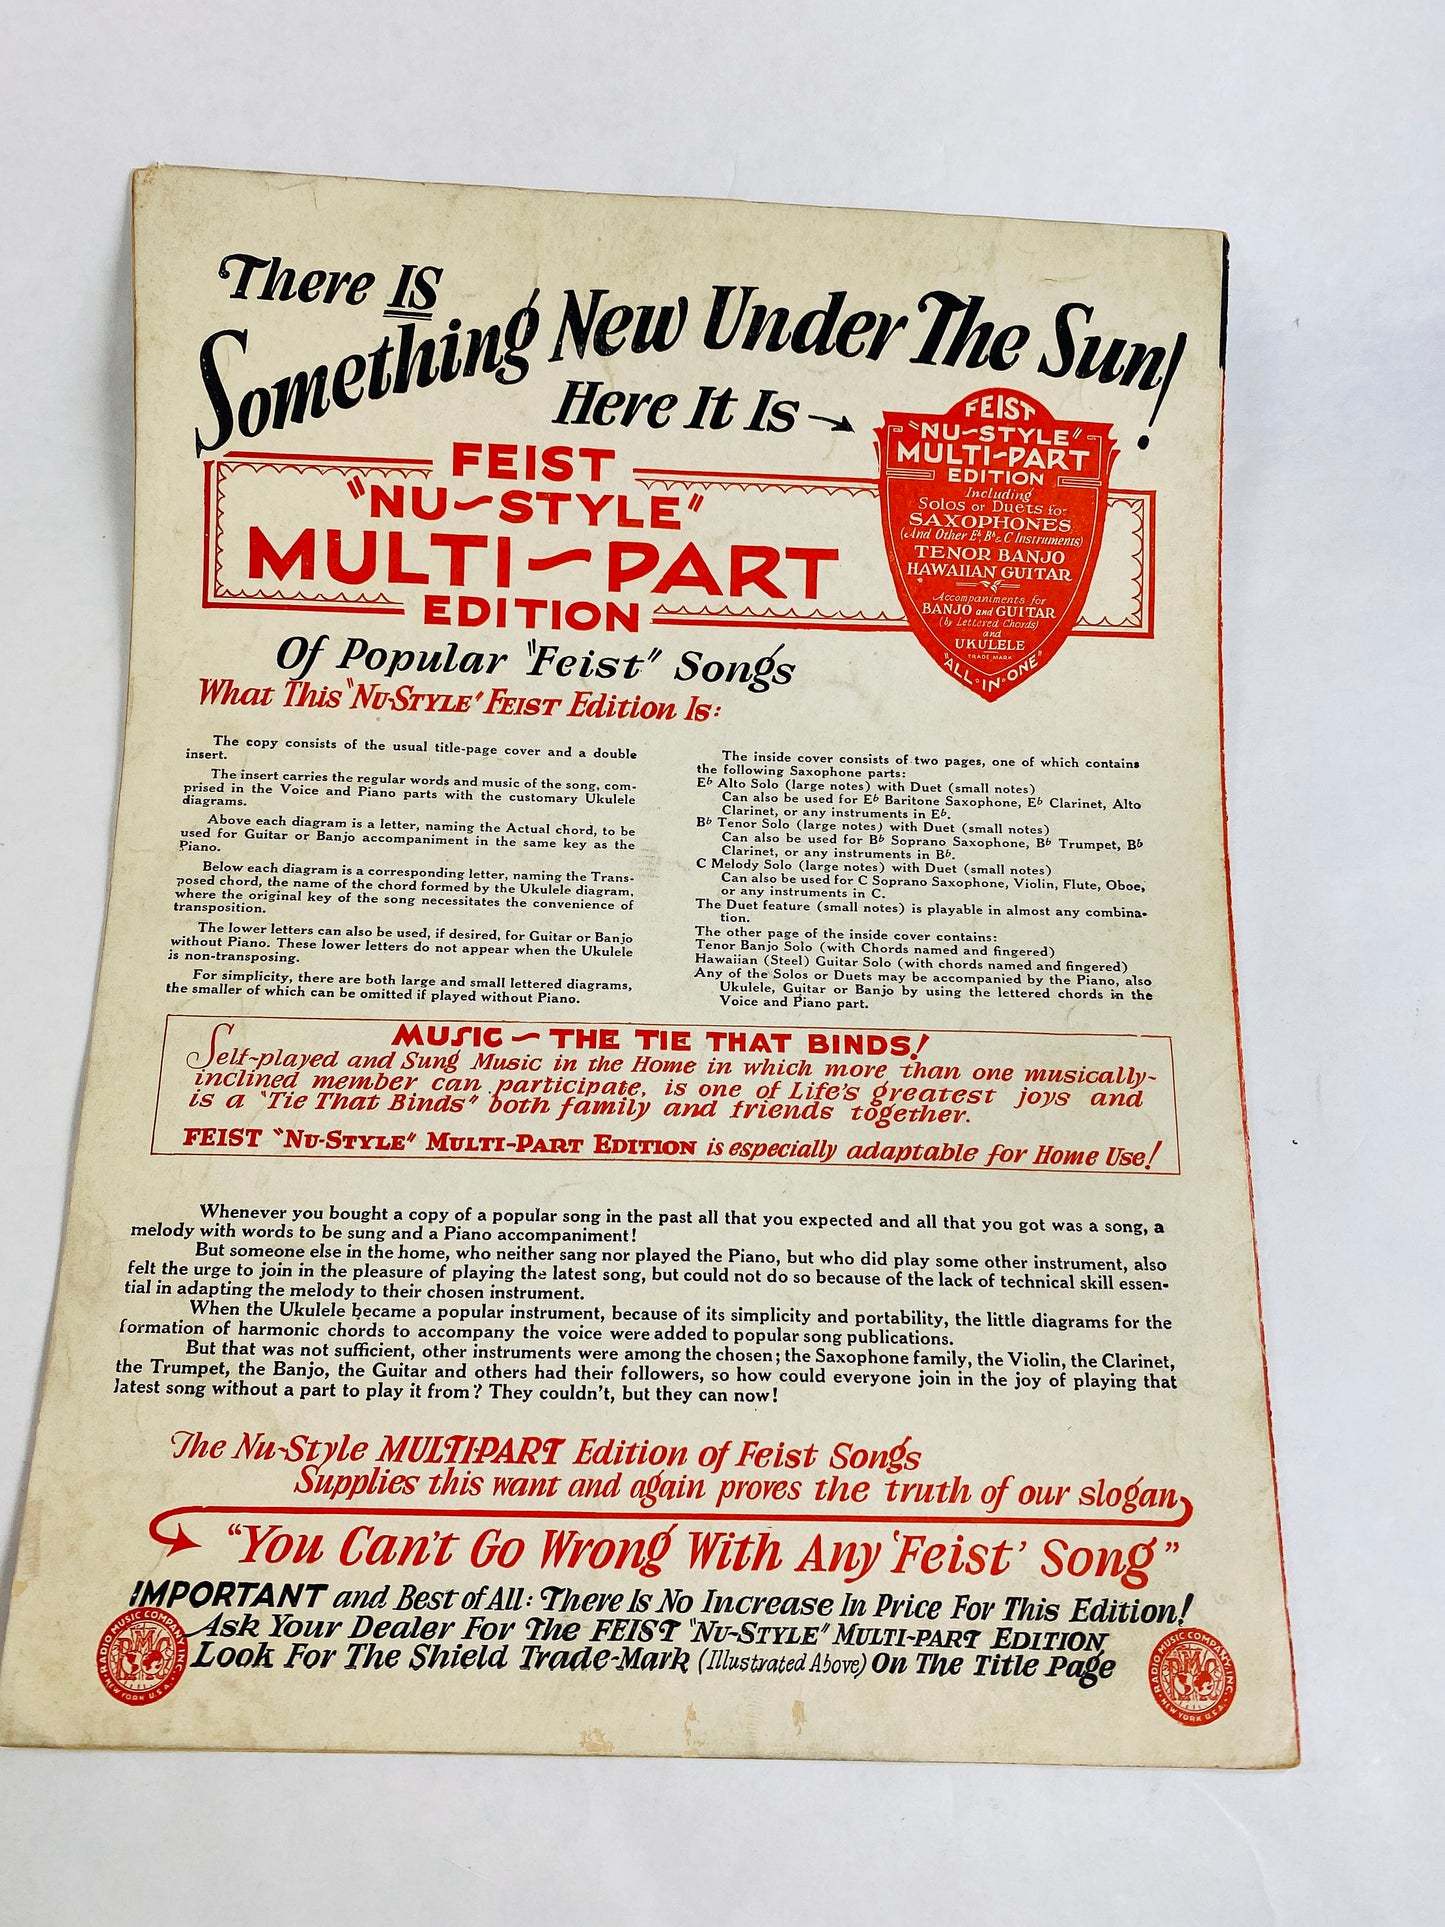 There IS
Something New Under The Sun!
Here It Is
FEIST
"NU-STYLE"
MULTI-PART
EDITION
FEIST
"NU-STYLE"
MULTI-PART
EDITION
Including
Solos or Duets for
SAXOPHONES
(And Other E♭, B♭ & C Instruments)
TENOR BANJO
HAWAIIAN GUITAR
Accompaniments for
BANJO and GUITAR
(by Lettered Chords)
and
UKULELE
TRADE MARK
"ALL-IN-ONE"
Of Popular "Feist" Songs
What This "Nu-Style" Feist Edition Is:
The copy consists of the usual title-page cover and a double
insert.
The insert carries the regular words and music of the song, com-
prised in the Voice and Piano parts with the customary Ukulele
diagrams.
Above each diagram is a letter, naming the Actual chord, to be
used for Guitar or Banjo accompaniment in the same key as the
Piano.
Below each diagram is a corresponding letter, naming the Trans-
posed chord, the name of the chord formed by the Ukulele diagram,
where the original key of the song necessitates the convenience of
transposition.
The lower letters can also be used, if desired, for Guitar or Banjo
without Piano. These lower letters do not appear when the Ukulele
is non-transposing.
For simplicity, there are both large and small lettered diagrams,
the smaller of which can be omitted if played without Piano.
The inside cover consists of two pages, one of which contains
the following Saxophone parts:
E♭ Alto Solo (large notes) with Duet (small notes)
Can also be used for E♭ Baritone Saxophone, E♭ Clarinet, Alto
Clarinet, or any instruments in E♭.
B♭ Tenor Solo (large notes) with Duet (small notes)
Can also be used for B♭ Soprano Saxophone, B♭ Trumpet, B♭
Clarinet, or any instruments in B♭.
C Melody Solo (large notes) with Duet (small notes)
Can also be used for C Soprano Saxophone, Violin, Flute, Oboe,
or any instruments in C.
The Duet feature (small notes) is playable in almost any combina-
tion.
The other page of the inside cover contains:
Tenor Banjo Solo (with Chords named and fingered)
Hawaiian (Steel) Guitar Solo (with chords named and fingered)
Any of the Solos or Duets may be accompanied by the Piano, also
Ukulele, Guitar or Banjo by using the lettered chords in the
Voice and Piano part.
MUSIC - THE TIE THAT BINDS!
Self-played and Sung Music in the Home in which more than one musically-
inclined member can participate, is one of Life's greatest joys and
is a "Tie That Binds" both family and friends together.
FEIST "NU-STYLE" MULTI-PART EDITION is especially adaptable for Home Use!
Whenever you bought a copy of a popular song in the past all that you expected and all that you got was a song, a
melody with words to be sung and a Piano accompaniment!
But someone else in the home, who neither sang nor played the Piano, but who did play some other instrument, also
felt the urge to join in the pleasure of playing the latest song, but could not do so because of the lack of technical skill essen-
tial in adapting the melody to their chosen instrument.
When the Ukulele became a popular instrument, because of its simplicity and portability, the little diagrams for the
formation of harmonic chords to accompany the voice were added to popular song publications.
But that was not sufficient, other instruments were among the chosen; the Saxophone family, the Violin, the Clarinet,
the Trumpet, the Banjo, the Guitar and others had their followers, so how could everyone join in the joy of playing that
latest song without a part to play it from? They couldn't, but they can now!
The Nu-Style MULTI-PART Edition of Feist Songs
Supplies this want and again proves the truth of our slogan
"You Can't Go Wrong With Any 'Feist' Song"
IMPORTANT and Best of All: There Is No Increase In Price For This Edition!
Ask Your Dealer For The FEIST "NU-STYLE" MULTI-PART EDITION
Look For The Shield Trade-Mark (Illustrated Above) On The Title Page
RADIO MUSIC COMPANY, INC.
RMC
NEW YORK U.S.A.
RADIO MUSIC COMPANY, INC.
RMC
NEW YORK U.S.A.